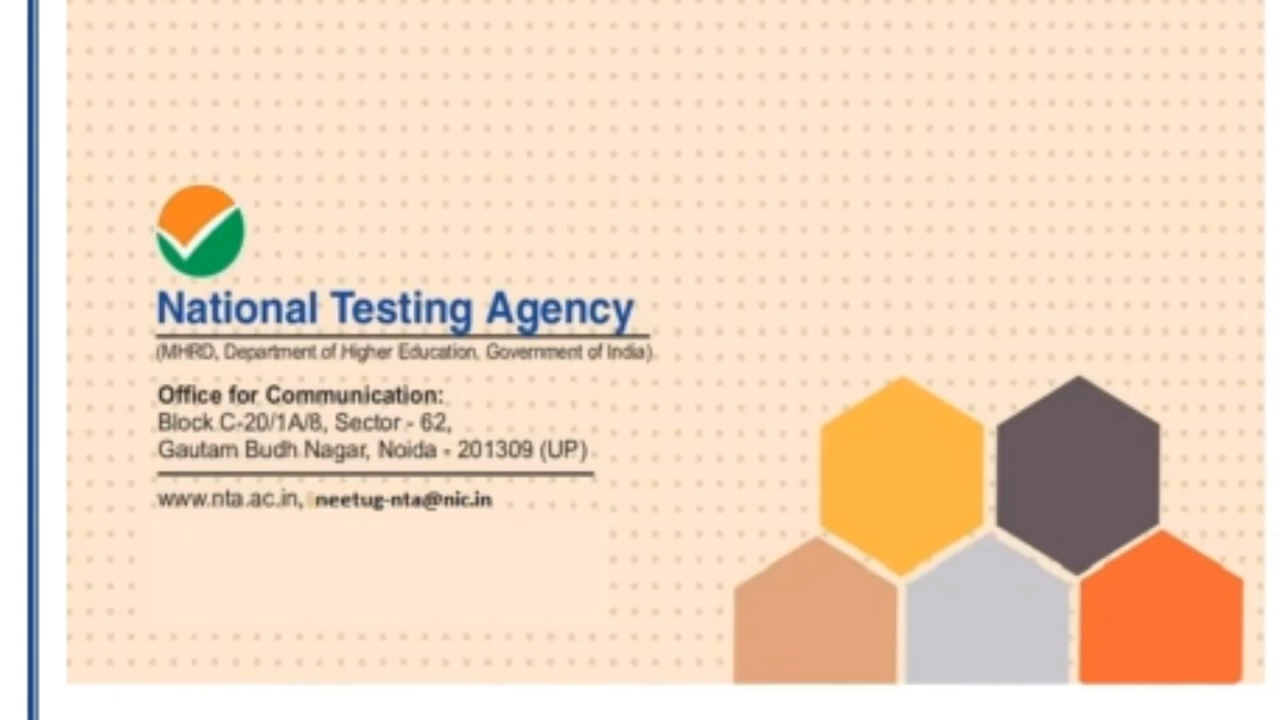 National Testing Agency
(MHRD, Department of Higher Education, Government of India)
Office for Communication:
Block C-20/1A/8, Sector - 62,
Gautam Budh Nagar, Noida - 201309 (UP)
www.nta.ac.in, neetug-nta@nic.in